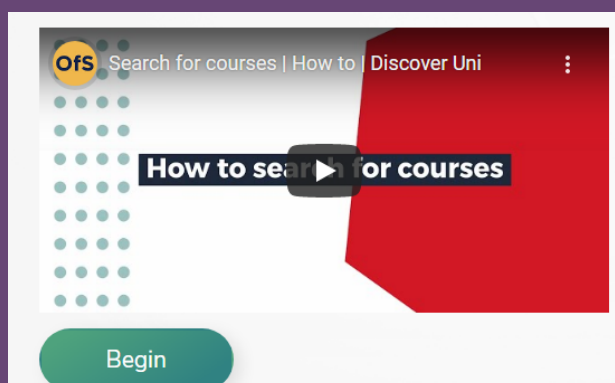 OfS Search for courses | How to | Discover Uni
How to search for courses
Begin